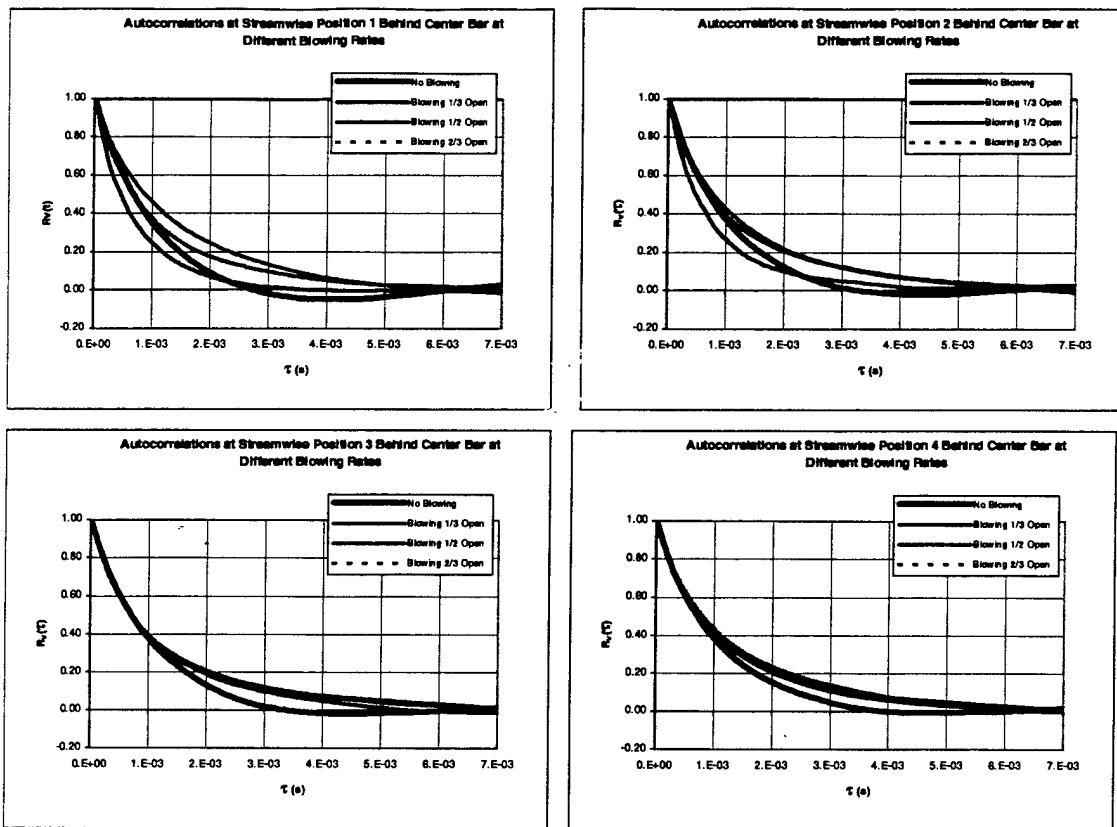 Autocorrelations at Streamwise Position 1 Behind Center Bar at
Different Blowing Rates
No Blowing
Blowing 1/3 Open
Blowing 1/2 Open
Blowing 2/3 Open
1.00
0.80
0.60
0.40
0.20
0.00
-0.20
Rv(τ)
0.E+00 1.E-03 2.E-03 3.E-03 4.E-03 5.E-03 6.E-03 7.E-03
τ (s)
Autocorrelations at Streamwise Position 2 Behind Center Bar at
Different Blowing Rates
No Blowing
Blowing 1/3 Open
Blowing 1/2 Open
Blowing 2/3 Open
1.00
0.80
0.60
0.40
0.20
0.00
-0.20
Rv(τ)
0.E+00 1.E-03 2.E-03 3.E-03 4.E-03 5.E-03 6.E-03 7.E-03
τ (s)
Autocorrelations at Streamwise Position 3 Behind Center Bar at
Different Blowing Rates
No Blowing
Blowing 1/3 Open
Blowing 1/2 Open
Blowing 2/3 Open
1.00
0.80
0.60
0.40
0.20
0.00
-0.20
Rv(τ)
0.E+00 1.E-03 2.E-03 3.E-03 4.E-03 5.E-03 6.E-03 7.E-03
τ (s)
Autocorrelations at Streamwise Position 4 Behind Center Bar at
Different Blowing Rates
No Blowing
Blowing 1/3 Open
Blowing 1/2 Open
Blowing 2/3 Open
1.00
0.80
0.60
0.40
0.20
0.00
-0.20
Rv(τ)
0.E+00 1.E-03 2.E-03 3.E-03 4.E-03 5.E-03 6.E-03 7.E-03
τ (s)